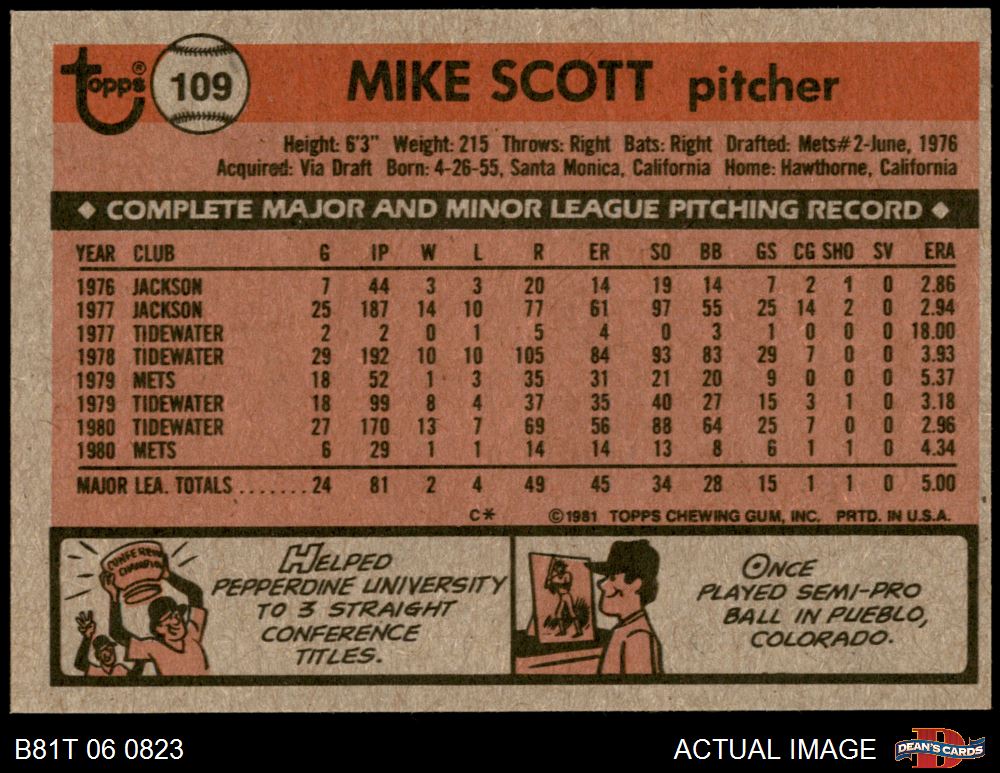 Topps® 109 MIKE SCOTT pitcher
Height: 6'3" Weight: 215 Throws: Right Bats: Right Drafted: Mets#2-June, 1976
Acquired: Via Draft Born: 4-26-55, Santa Monica, California Home: Hawthorne, California
◆ COMPLETE MAJOR AND MINOR LEAGUE PITCHING RECORD ◆
YEAR CLUB G IP W L R ER SO BB GS CG SHO SV ERA
1976 JACKSON 7 44 3 3 20 14 19 14 7 2 1 0 2.86
1977 JACKSON 25 187 14 10 77 61 97 55 25 14 2 0 2.94
1977 TIDEWATER 2 2 0 1 5 4 0 3 1 0 0 0 18.00
1978 TIDEWATER 29 192 10 10 105 84 93 83 29 7 0 0 3.93
1979 METS 18 52 1 3 35 31 21 20 9 0 0 0 5.37
1979 TIDEWATER 18 99 8 4 37 35 40 27 15 3 1 0 3.18
1980 TIDEWATER 27 170 13 7 69 56 88 64 25 7 0 0 2.96
1980 METS 6 29 1 1 14 14 13 8 6 1 1 0 4.34
MAJOR LEA. TOTALS ....... 24 81 2 4 49 45 34 28 15 1 1 0 5.00
C* ©1981 TOPPS CHEWING GUM, INC. PRTD. IN U.S.A.
CONFERENCE
CHAMPION
HELPED
PEPPERDINE UNIVERSITY
TO 3 STRAIGHT
CONFERENCE
TITLES.
ONCE
PLAYED SEMI-PRO
BALL IN PUEBLO,
COLORADO.
B81T 06 0823 ACTUAL IMAGE DEAN'S CARDS